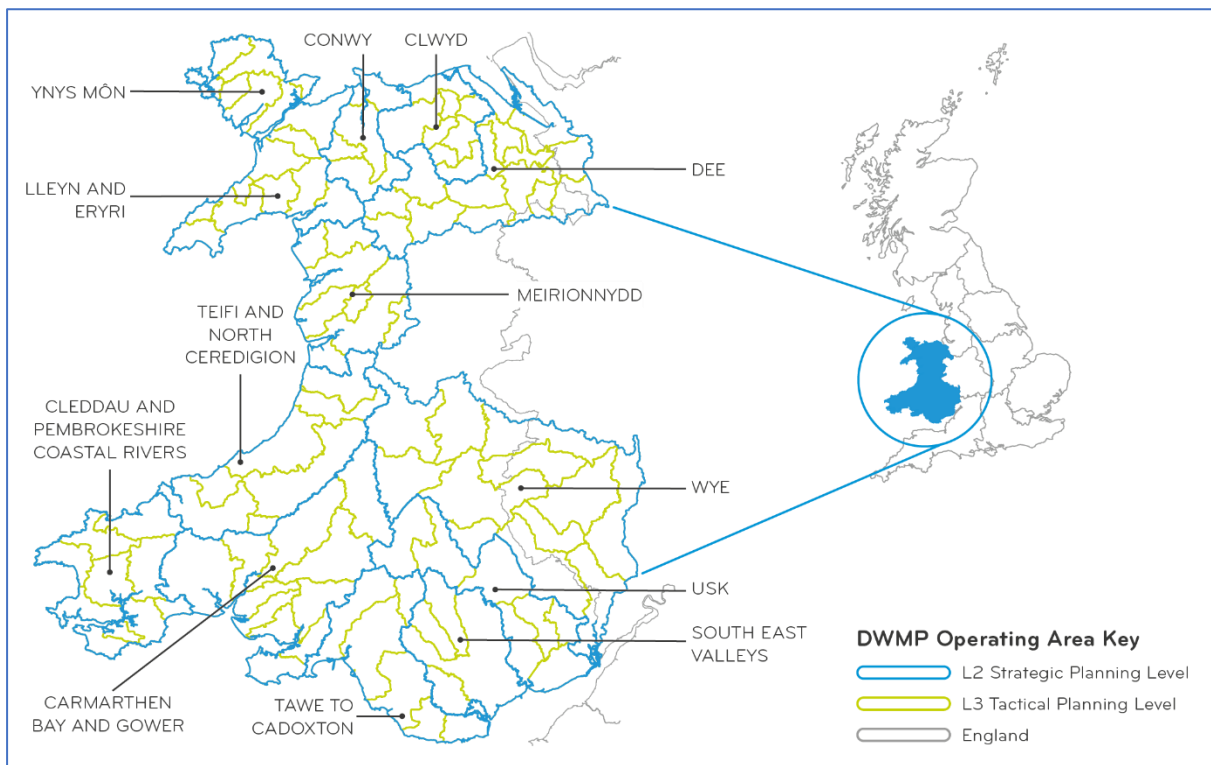 CONWY
CLWYD
YNYS MÔN
DEE
LLEYN AND
ERYRI
MEIRIONNYDD
TEIFI AND
NORTH
CEREDIGION
CLEDDAU AND
PEMBROKESHIRE
COASTAL RIVERS
WYE
USK
SOUTH EAST
VALLEYS
CARMARTHEN
BAY AND GOWER
TAWE TO
CADOXTON
DWMP Operating Area Key
L2 Strategic Planning Level
L3 Tactical Planning Level
England